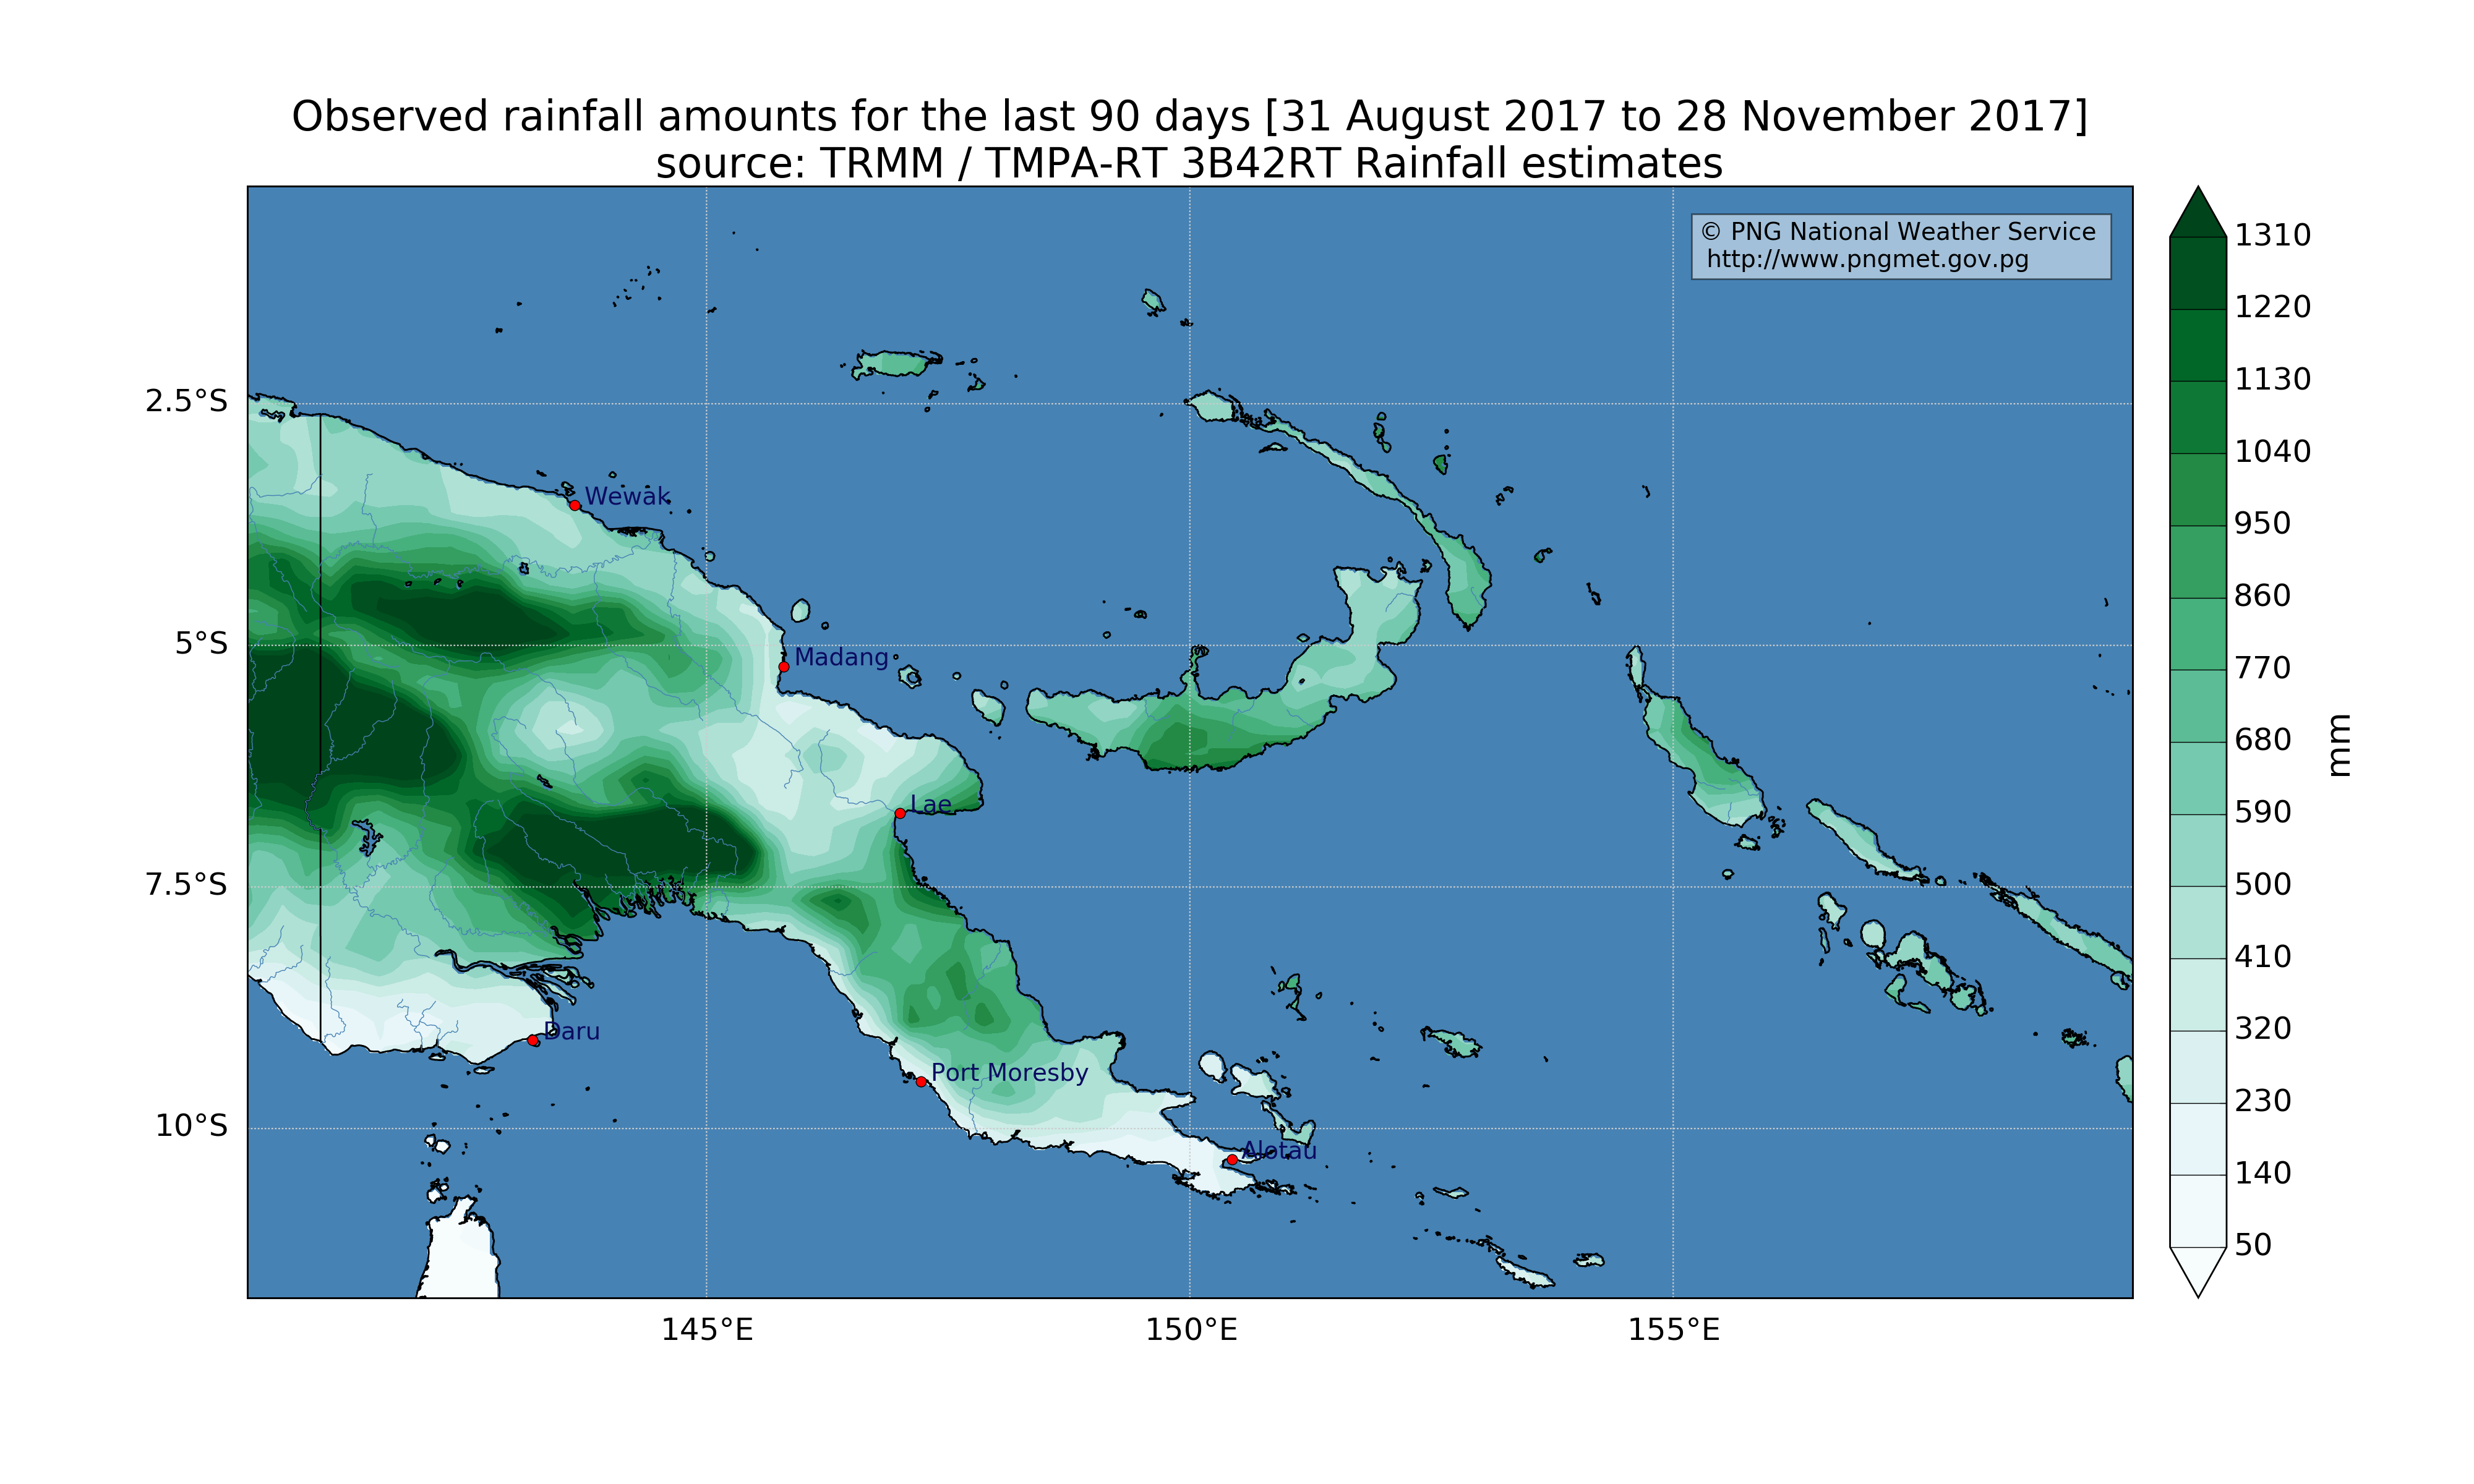 Observed rainfall amounts for the last 90 days [31 August 2017 to 28 November 2017]
source: TRMM / TMPA-RT 3B42RT Rainfall estimates
© PNG National Weather Service
http://www.pngmet.gov.pg
2.5°S
5°S
7.5°S
10°S
Wewak
Madang
Lae
Daru
Port Moresby
Alotau
145°E
150°E
155°E
1310
1220
1130
1040
950
860
770
680
590
500
410
320
230
140
50
mm